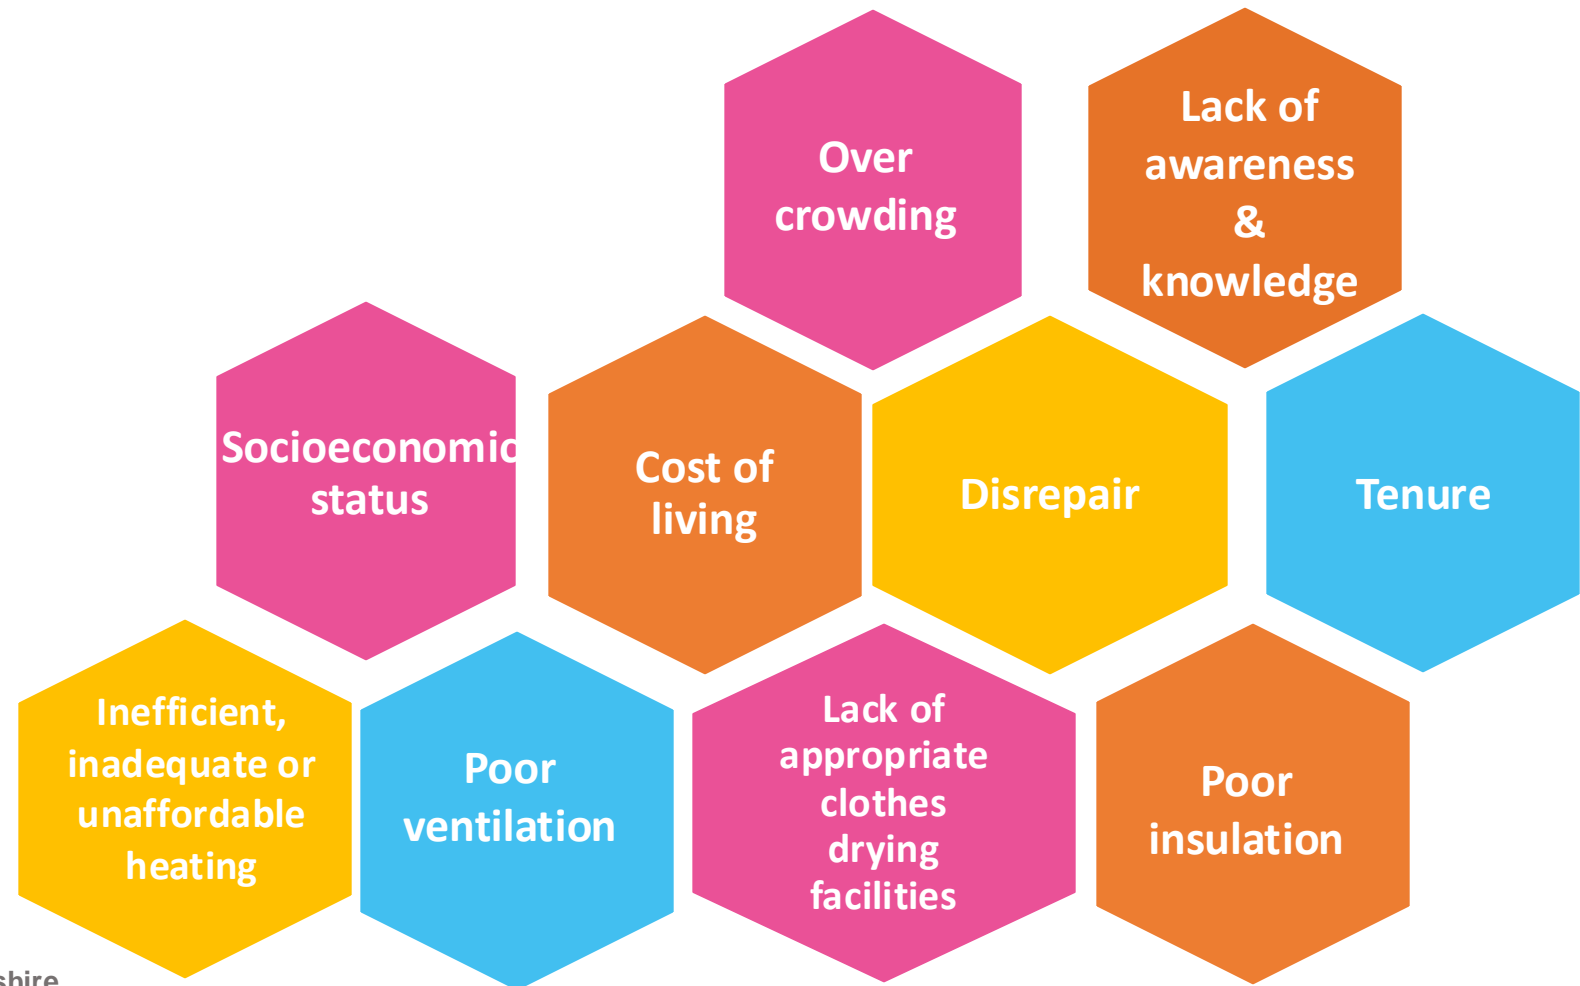 Over
crowding
Lack of
awareness
&
knowledge
Socioeconomic
status
Cost of
living
Disrepair
Tenure
Inefficient,
inadequate or
unaffordable
heating
Poor
ventilation
Lack of
appropriate
clothes
drying
facilities
Poor
insulation